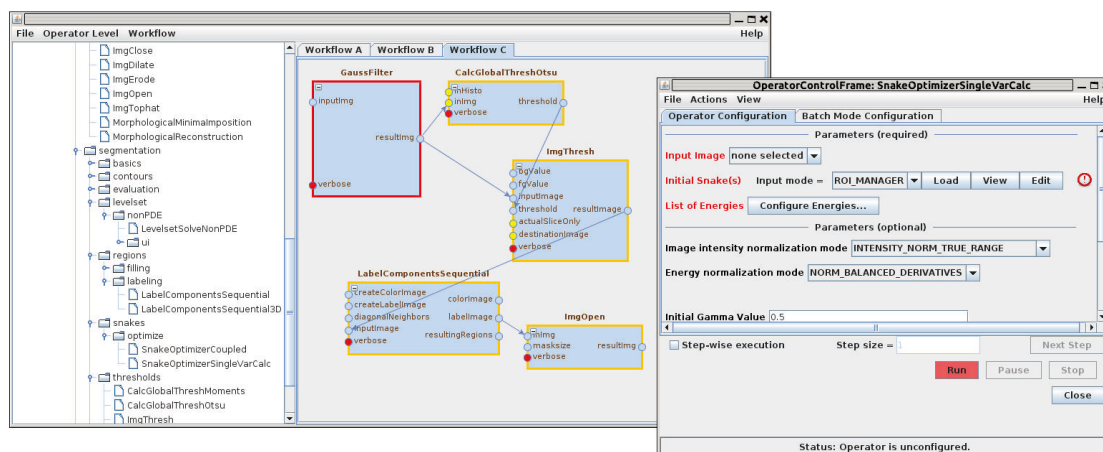 File Operator Level Workflow Help
ImgClose
ImgDilate
ImgErode
ImgOpen
ImgTophat
MorphologicalMinimaImposition
MorphologicalReconstruction
segmentation
basics
contours
evaluation
levelset
nonPDE
LevelsetSolveNonPDE
ui
regions
filling
labeling
LabelComponentsSequential
LabelComponentsSequential3D
snakes
optimize
SnakeOptimizerCoupled
SnakeOptimizerSingleVarCalc
thresholds
CalcGlobalThreshMoments
CalcGlobalThreshOtsu
ImgThresh
Workflow A Workflow B Workflow C
GaussFilter
inputImg
resultImg
verbose
CalcGlobalThreshOtsu
inHisto
inImg threshold
verbose
ImgThresh
bgValue
fgValue
inputImage
threshold resultImage
actualSliceOnly
destinationImage
verbose
LabelComponentsSequential
createColorImage colorImage
createLabelImage
diagonalNeighbors labelImage
inputImage resultingRegions
verbose
ImgOpen
inImg
masksize resultImg
verbose
OperatorControlFrame: SnakeOptimizerSingleVarCalc
File Actions View Help
Operator Configuration Batch Mode Configuration
Parameters (required)
Input Image none selected
Initial Snake(s) Input mode = ROI_MANAGER Load View Edit
List of Energies Configure Energies...
Parameters (optional)
Image intensity normalization mode INTENSITY_NORM_TRUE_RANGE
Energy normalization mode NORM_BALANCED_DERIVATIVES
Initial Gamma Value 0.5
Step-wise execution Step size = 1 Next Step
Run Pause Stop
Close
Status: Operator is unconfigured.